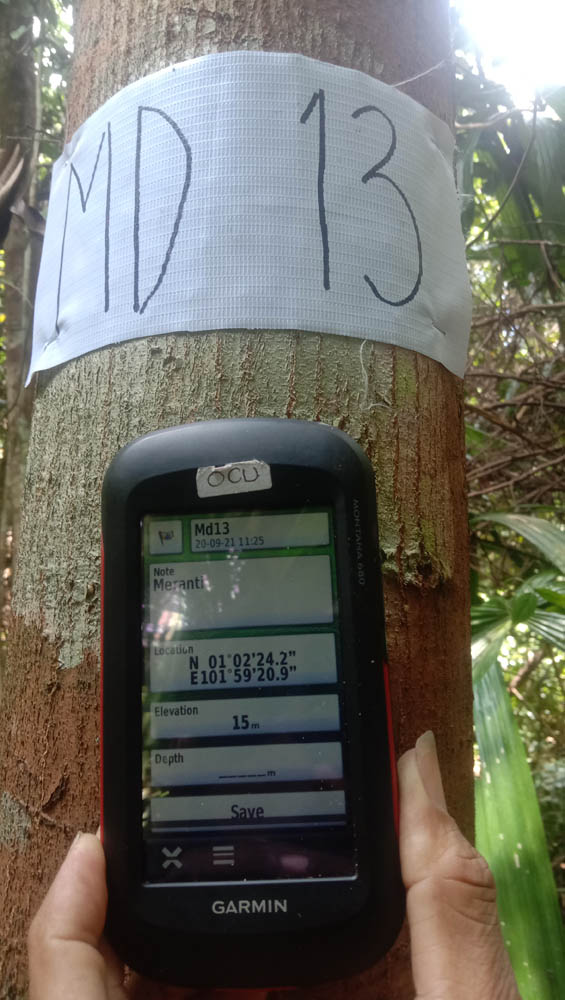 MD 13
OCU
MONTANA 680
Md13
20-09-21 11:25
Note
Meranti
Location
N 01°02'24.2"
E101°59'20.9"
Elevation
15 m
Depth
_____m
Save
GARMIN